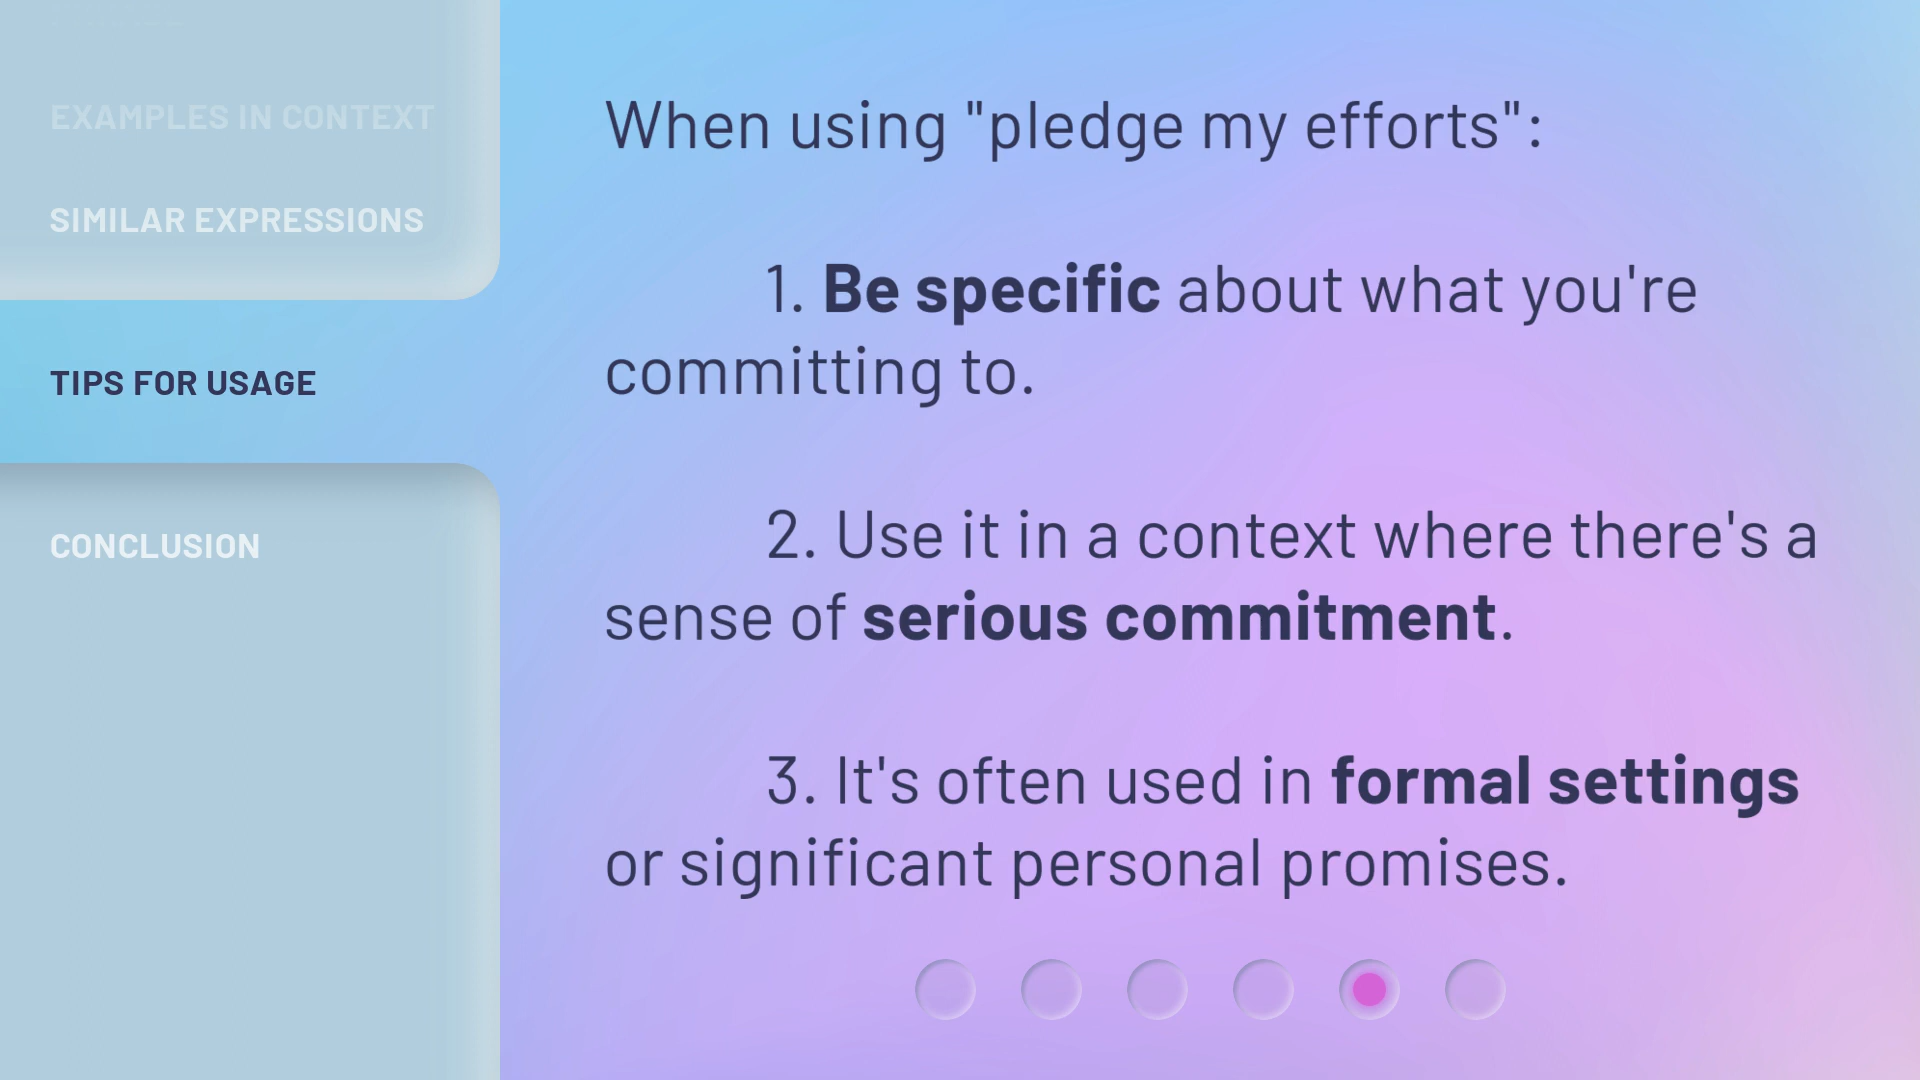 EXAMPLES IN CONTEXT
SIMILAR EXPRESSIONS
TIPS FOR USAGE
CONCLUSION
When using "pledge my efforts":
1. Be specific about what you're
committing to.
2. Use it in a context where there's a
sense of serious commitment.
3. It's often used in formal settings
or significant personal promises.